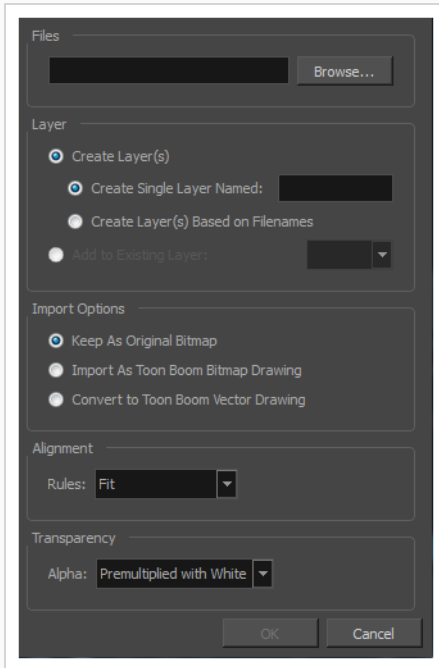 Files
Browse...
Layer
Create Layer(s)
Create Single Layer Named:
Create Layer(s) Based on Filenames
Add to Existing Layer:
Import Options
Keep As Original Bitmap
Import As Toon Boom Bitmap Drawing
Convert to Toon Boom Vector Drawing
Alignment
Rules: Fit
Transparency
Alpha: Premultiplied with White
OK Cancel